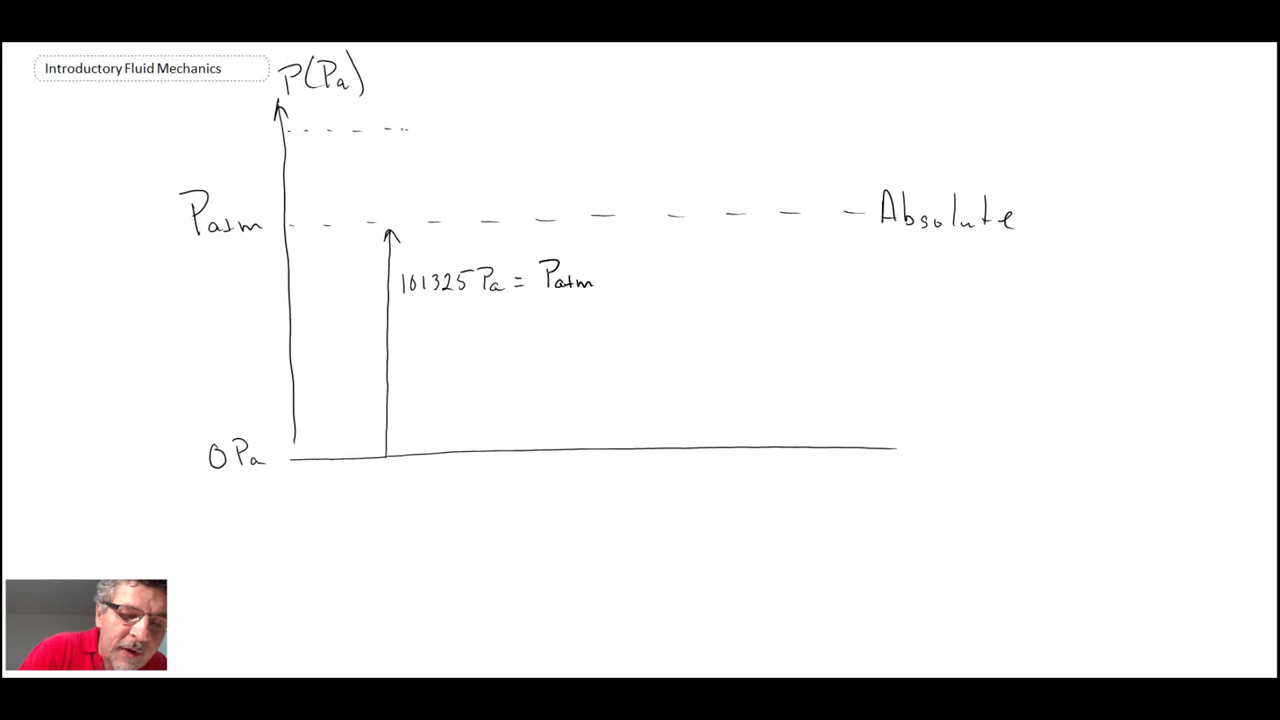 Introductory Fluid Mechanics
P(Pa)
Patm
Absolute
101325 Pa = Patm
0 Pa